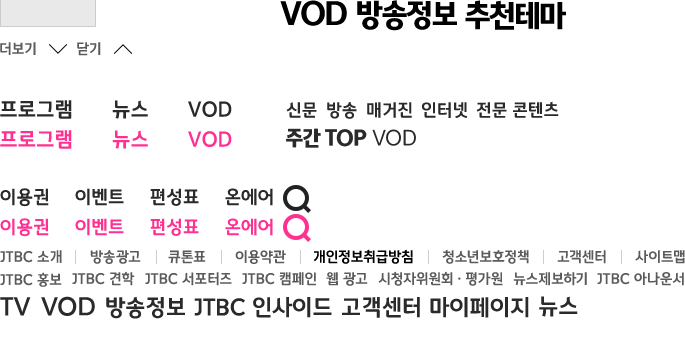 VOD 방송정보 추천테마
더보기 닫기
프로그램 뉴스 VOD 신문 방송 매거진 인터넷 전문 콘텐츠
프로그램 뉴스 VOD 주간 TOP VOD
이용권 이벤트 편성표 온에어
이용권 이벤트 편성표 온에어
JTBC 소개 방송광고 큐톤표 이용약관 개인정보취급방침 청소년보호정책 고객센터 사이트맵
JTBC 홍보 JTBC 견학 JTBC 서포터즈 JTBC 캠페인 웹 광고 시청자위원회 · 평가원 뉴스제보하기 JTBC 아나운서
TV VOD 방송정보 JTBC 인사이드 고객센터 마이페이지 뉴스